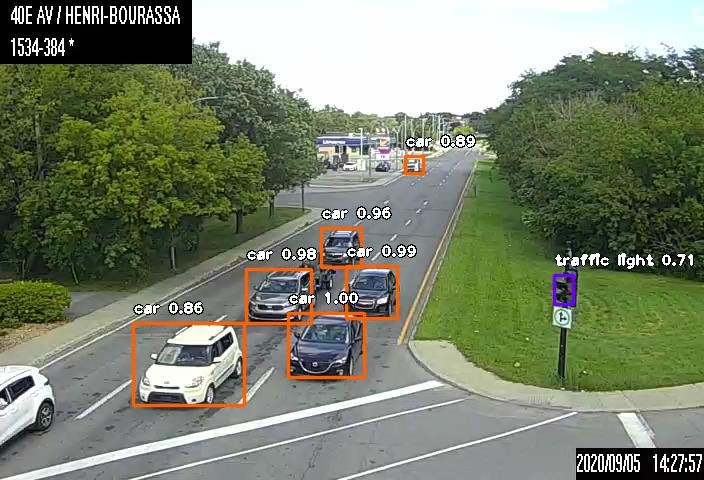 40E AV / HENRI-BOURASSA
1534-384 *
car 0.89
car 0.96
car 0.98
car 0.99
traffic light 0.71
car 1.00
car 0.86
2020/09/05 14:27:57